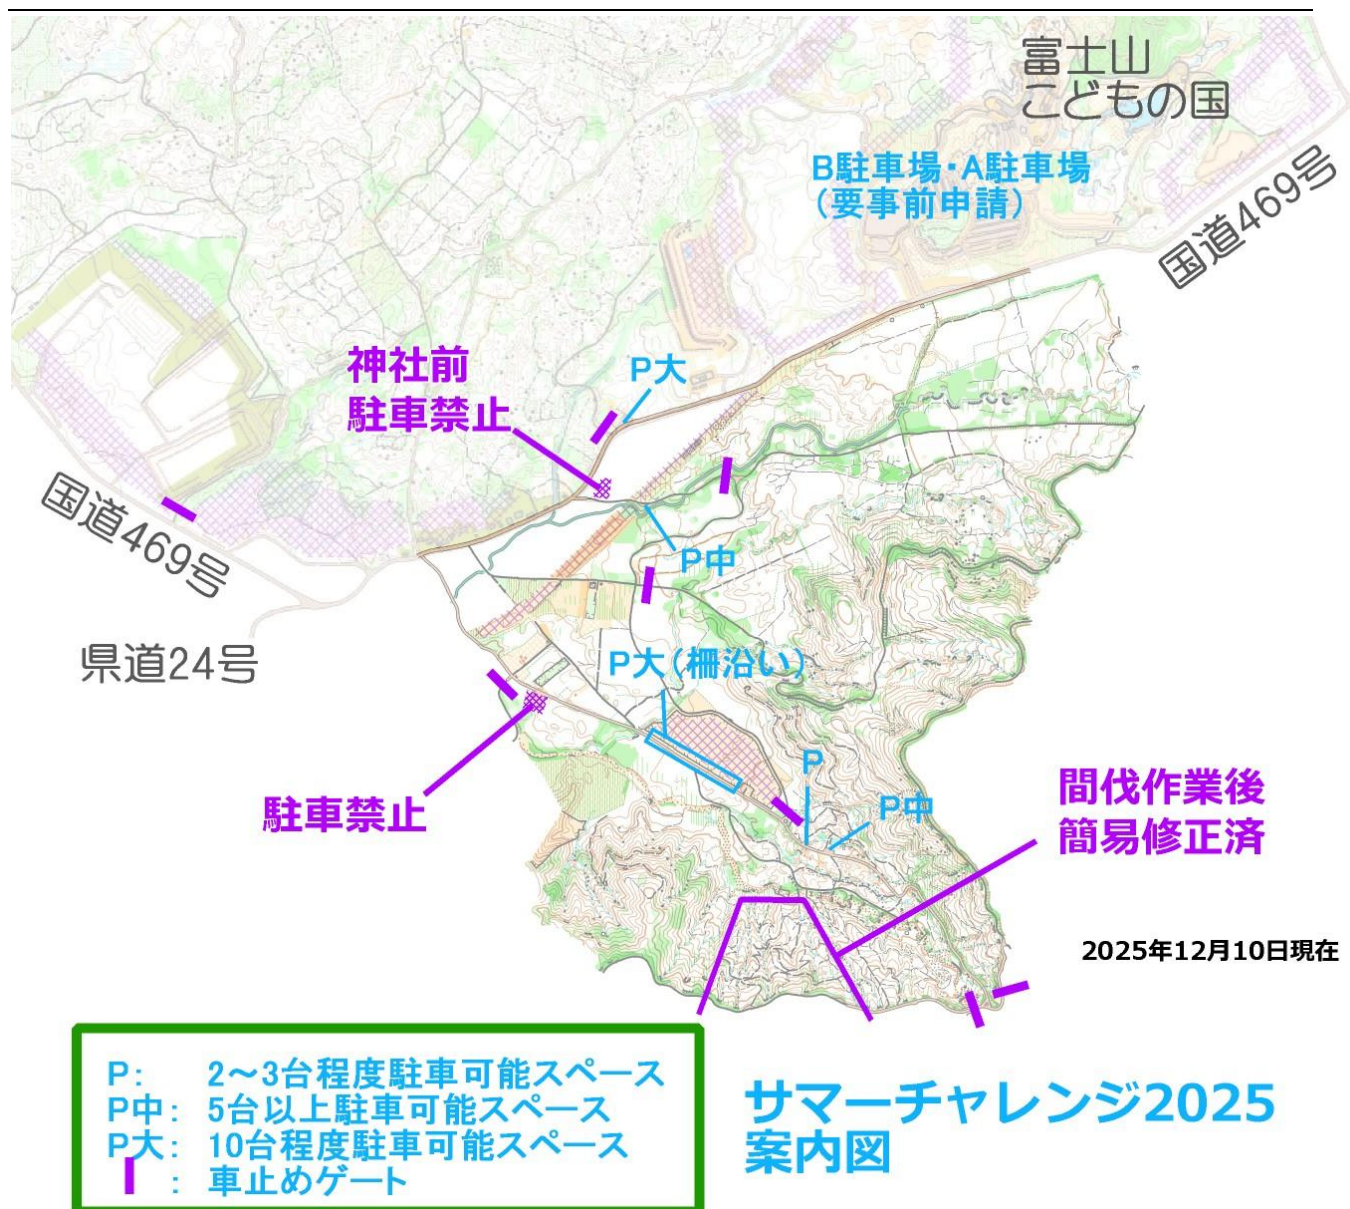 富士山
こどもの国
B駐車場・A駐車場
(要事前申請)
国道469号
神社前
駐車禁止
P大
国道469号
P中
県道24号
P大(柵沿い)
駐車禁止
P
P中
間伐作業後
簡易修正済
2025年12月10日現在
P: 2～3台程度駐車可能スペース
P中: 5台以上駐車可能スペース
P大: 10台程度駐車可能スペース
: 車止めゲート
サマーチャレンジ2025
案内図